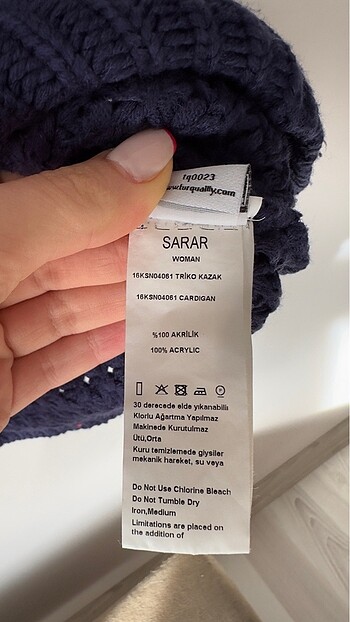 tq0023
www.turquality.com
SARAR
WOMAN
16KSN04061 TRİKO KAZAK
16KSN04061 CARDIGAN
%100 AKRİLİK
100% ACRYLIC
30 derecede elde yıkanabilir
Klorlu Ağartma Yapılmaz
Makinede Kurutulmaz
Ütü,Orta
Kuru temizlemede giysiler
mekanik hareket, su veya
Do Not Use Chlorine Bleach
Do Not Tumble Dry
Iron,Medium
Limitations are placed on
the addition of